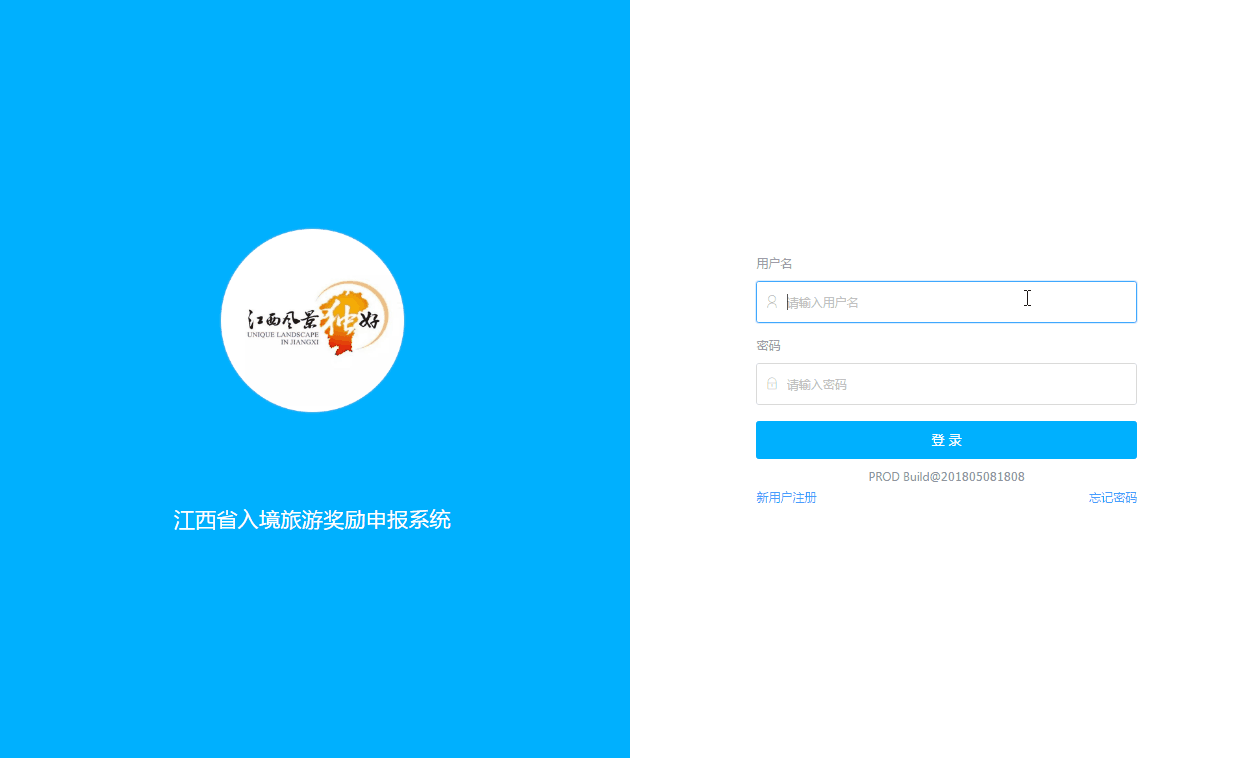 江西风景独好
UNIQUE LANDSCAPE
IN JIANGXI
江西省入境旅游奖励申报系统
用户名
请输入用户名
密码
请输入密码
登 录
PROD Build@201805081808
新用户注册
忘记密码